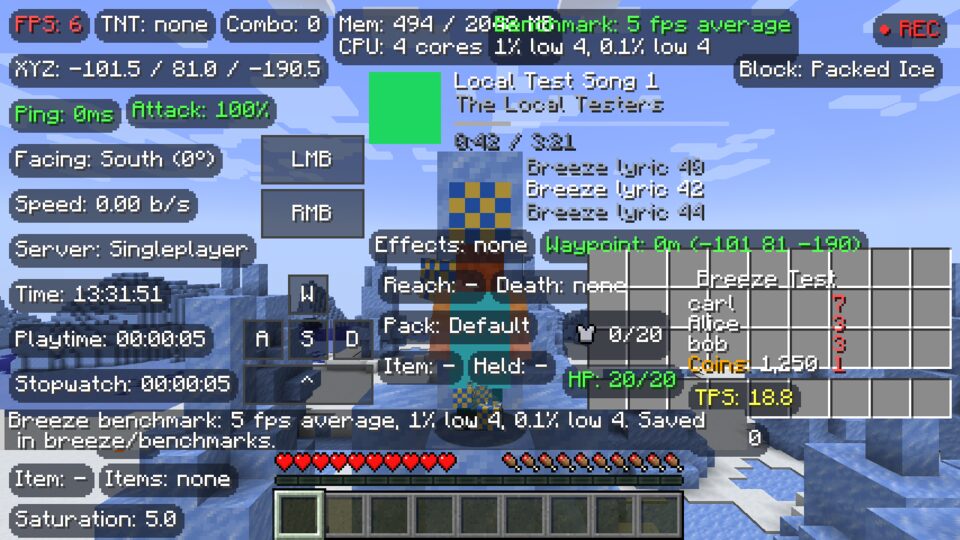 FPS: 6
TNT: none
Combo: 0
Mem: 494 / 2048 MB
Benchmark: 5 fps average
REC
CPU: 4 cores
1% low 4, 0.1% low 4
XYZ: -101.5 / 81.0 / -190.5
Block: Packed Ice
Local Test Song 1
The Local Testers
Ping: 0ms
Attack: 100%
0:42 / 3:21
Facing: South (0°)
LMB
Breeze lyric 40
Breeze lyric 42
Speed: 0.00 b/s
RMB
Breeze lyric 44
Server: Singleplayer
Effects: none
Waypoint: 0m (-101 81 -190)
Breeze Test
Time: 13:31:51
W
Reach: -
Death: none
carl 7
Alice 3
Pack: Default
Playtime: 00:00:05
A
S
D
0/20
bob 3
Item: -
Held: -
Coins: 1,250 1
Stopwatch: 00:00:05
^
HP: 20/20
TPS: 18.8
Breeze benchmark: 5 fps average, 1% low 4, 0.1% low 4. Saved
in breeze/benchmarks.
0
Item: -
Items: none
Saturation: 5.0